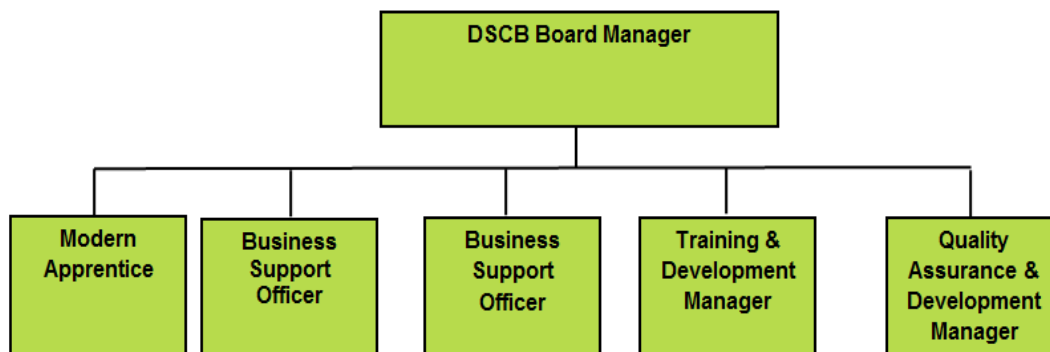 DSCB Board Manager
Modern
Apprentice
Business
Support
Officer
Business
Support
Officer
Training &
Development
Manager
Quality
Assurance &
Development
Manager